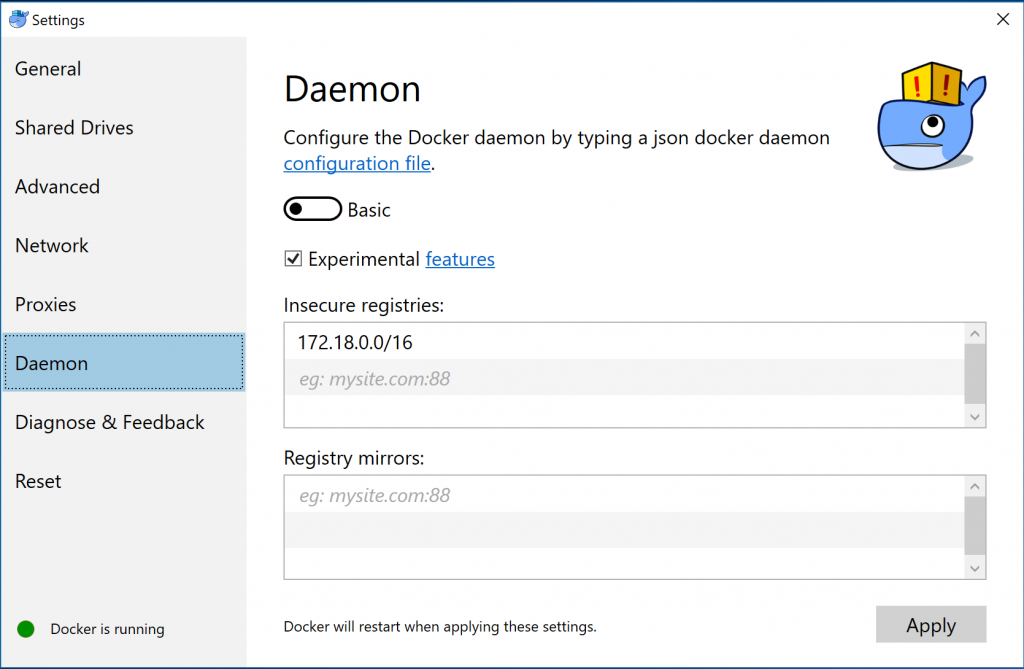 Settings
General
Shared Drives
Advanced
Network
Proxies
Daemon
Diagnose & Feedback
Reset
Docker is running
Daemon
Configure the Docker daemon by typing a json docker daemon
configuration file.
Basic
Experimental features
Insecure registries:
172.18.0.0/16
eg: mysite.com:88
Registry mirrors:
eg: mysite.com:88
Docker will restart when applying these settings.
Apply
! !